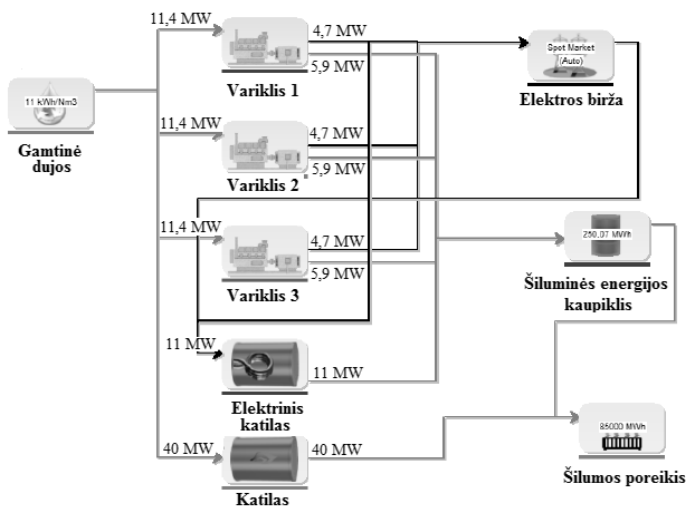 11,4 MW
4,7 MW
5,9 MW
Variklis 1
Spot Market
(Auto)
Elektros birža
11 kWh/Nm3
Gamtinė
dujos
11,4 MW
4,7 MW
5,9 MW
Variklis 2
11,4 MW
4,7 MW
5,9 MW
Variklis 3
250,07 MWh
Šiluminės energijos
kaupiklis
11 MW
11 MW
Elektrinis
katilas
40 MW
40 MW
Katilas
85000 MWh
Šilumos poreikis